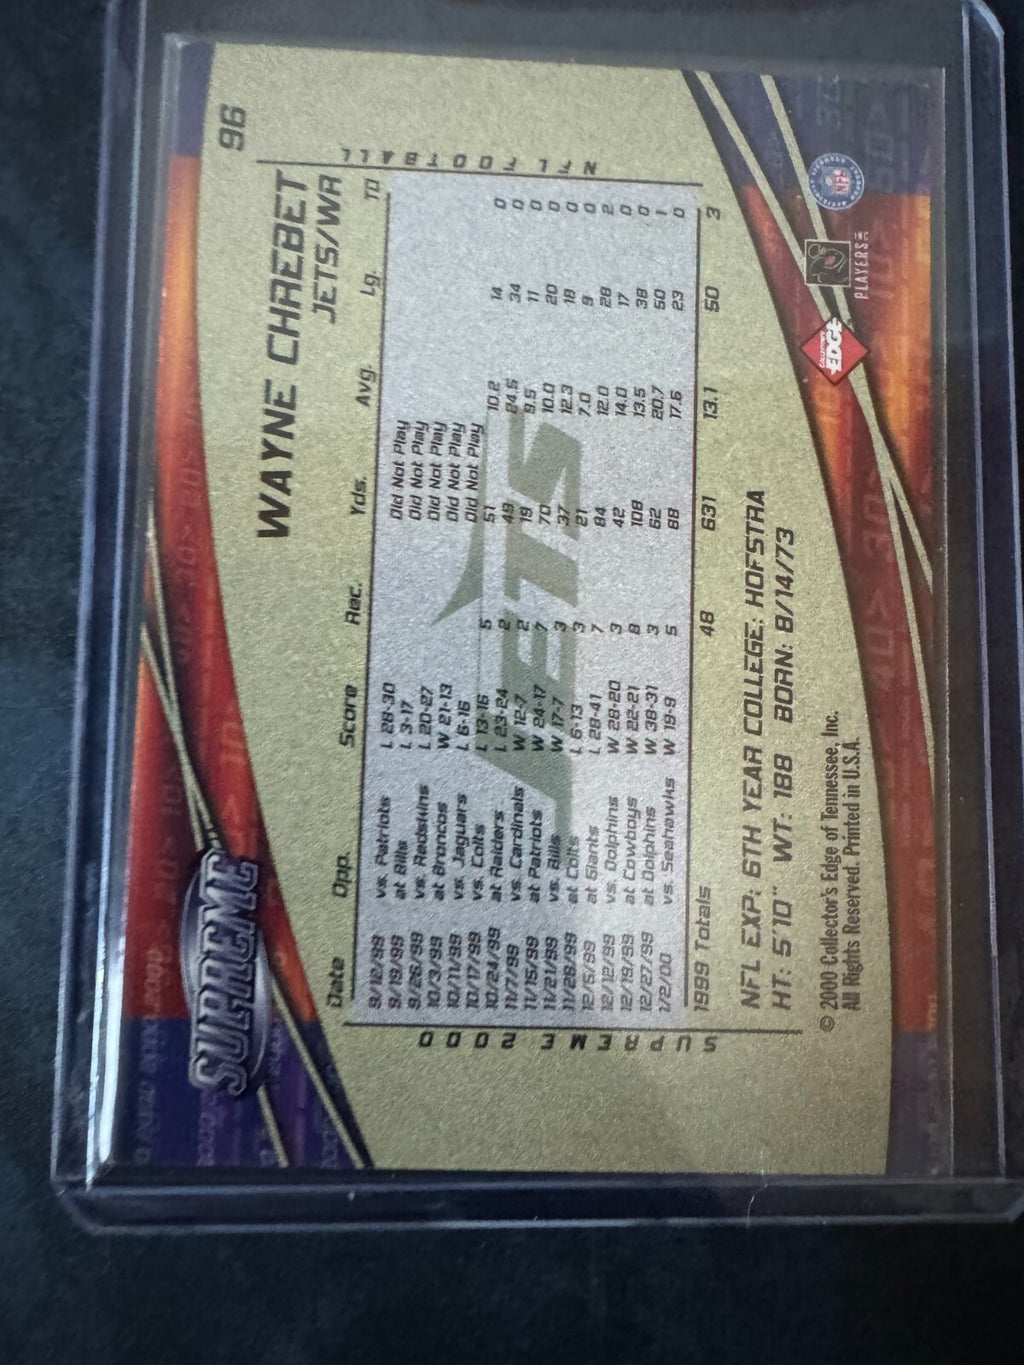 SUPREME
96
WAYNE CHREBET
JETS/WR
Date Opp. Score Rec. Yds. Avg. Lg. TD
9/12/99 vs. Patriots L 28-30 Did Not Play
9/19/99 at Bills L 3-17 Did Not Play
9/26/99 vs. Redskins L 20-27 Did Not Play
10/3/99 at Broncos W 21-13 Did Not Play
10/11/99 vs. Jaguars L 6-16 Did Not Play
10/17/99 vs. Colts L 13-16 5 51 10.2 14 0
10/24/99 at Raiders L 23-24 2 49 24.5 34 0
11/7/99 vs. Cardinals W 12-7 2 19 9.5 11 0
11/15/99 at Patriots W 24-17 7 70 10.0 20 0
11/21/99 vs. Bills W 17-7 3 37 12.3 18 0
11/28/99 at Colts L 6-13 3 21 7.0 9 0
12/5/99 at Giants L 28-41 7 84 12.0 28 2
12/12/99 vs. Dolphins W 28-20 3 42 14.0 17 0
12/19/99 at Cowboys W 22-21 8 108 13.5 38 0
12/27/99 at Dolphins W 38-31 3 62 20.7 50 1
1/2/00 vs. Seahawks W 19-9 5 88 17.6 23 0
1999 Totals 48 631 13.1 50 3
JETS
SUPREME 2000
NFL FOOTBALL
NFL EXP: 6TH YEAR COLLEGE: HOFSTRA
HT: 5'10" WT: 188 BORN: 8/14/73
© 2000 Collector's Edge of Tennessee, Inc.
All Rights Reserved. Printed in U.S.A.
EDGE
PLAYERS INC
NFL